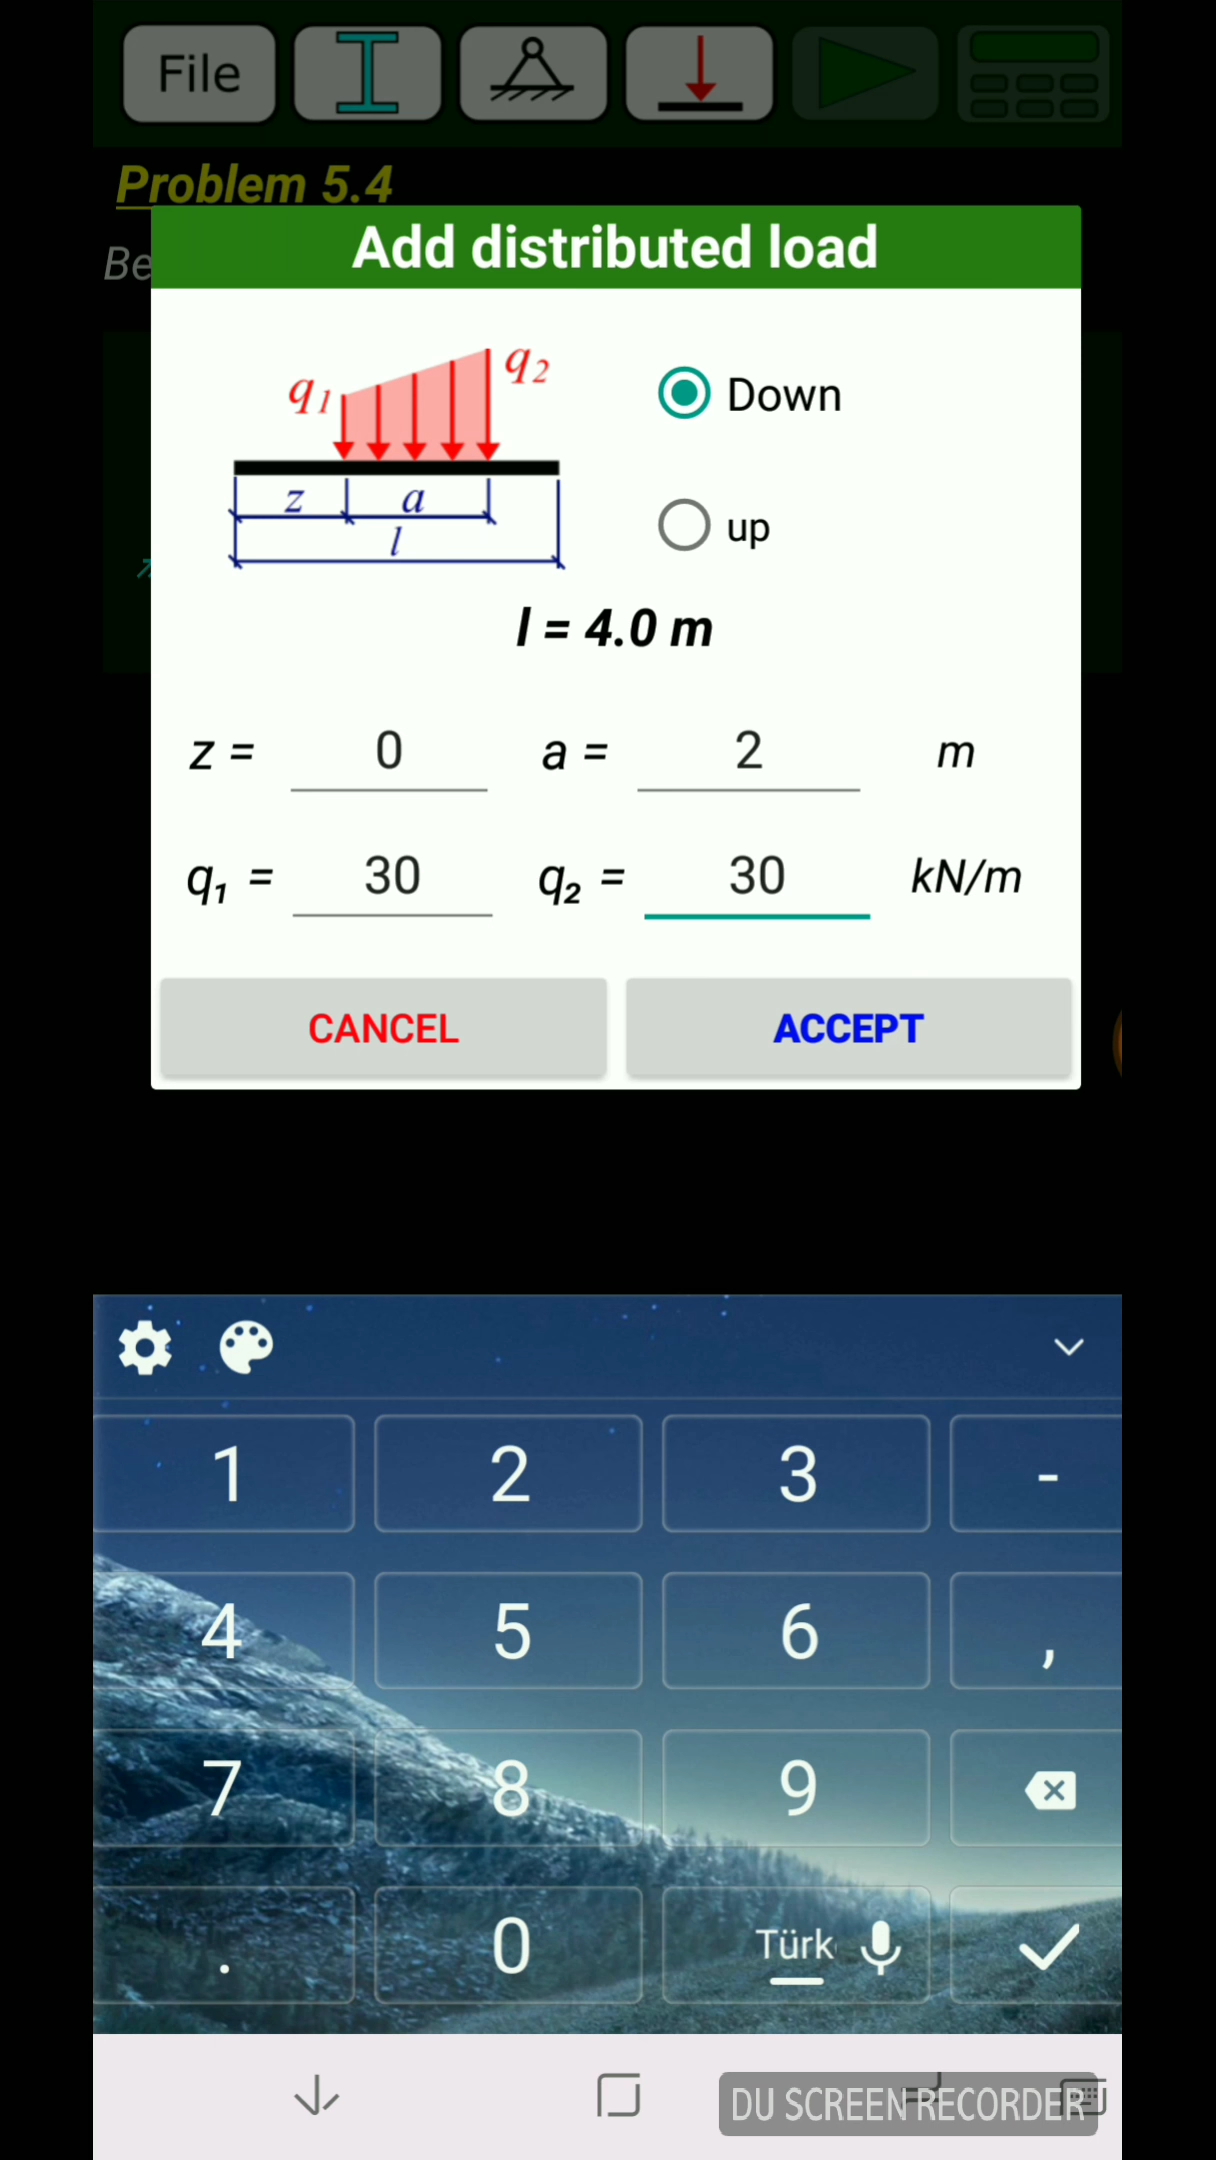 File
Problem 5.4
Be
Add distributed load
q1 q2
Down
z a
l
up
l = 4.0 m
z = 0 a = 2 m
q₁ = 30 q₂ = 30 kN/m
CANCEL ACCEPT
1 2 3 -
4 5 6 ,
7 8 9
. 0 Türk
DU SCREEN RECORDER